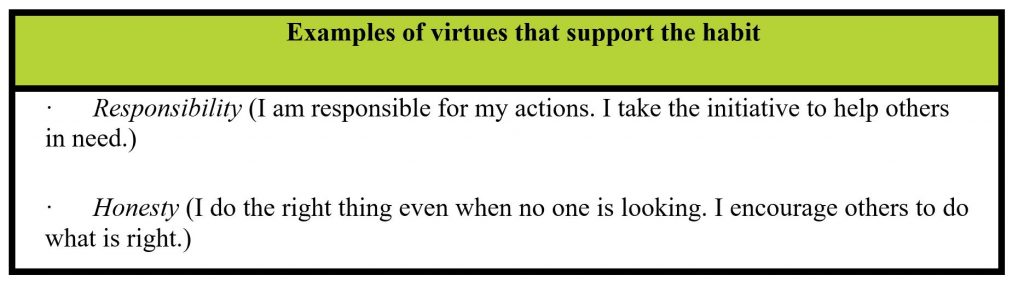 Examples of virtues that support the habit
· Responsibility (I am responsible for my actions. I take the initiative to help others
in need.)
· Honesty (I do the right thing even when no one is looking. I encourage others to do
what is right.)